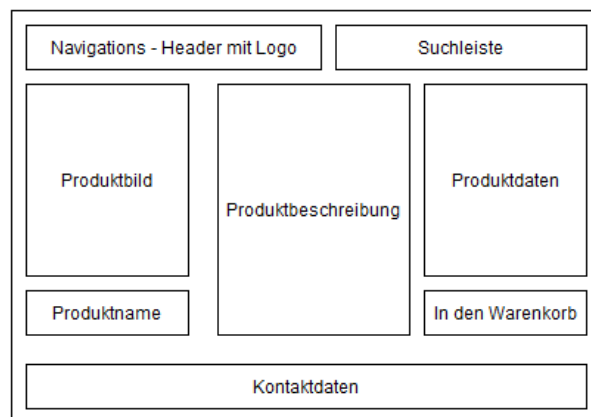 Navigations - Header mit Logo
Suchleiste
Produktbild
Produktbeschreibung
Produktdaten
Produktname
In den Warenkorb
Kontaktdaten